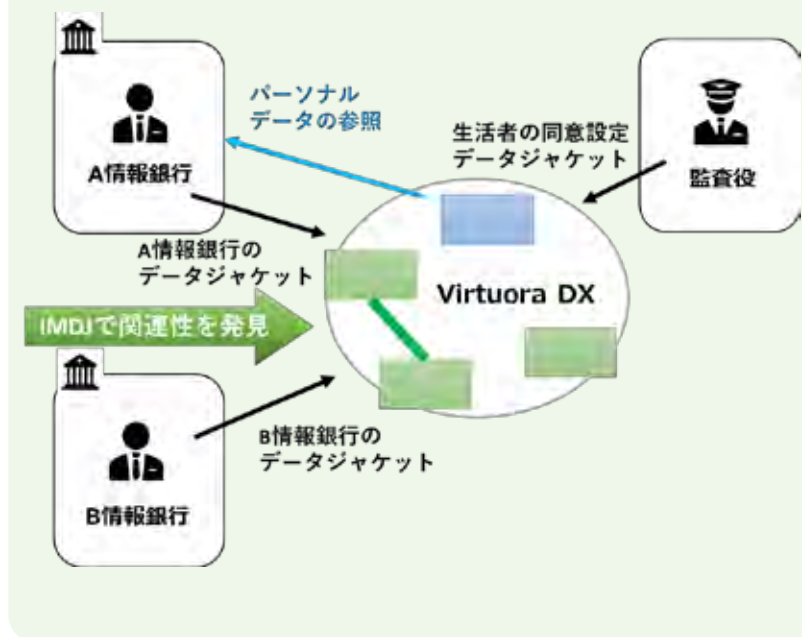 パーソナル
データの参照
生活者の同意設定
データジャケット
A情報銀行
監査役
A情報銀行の
データジャケット
Virtuora DX
IMDJで関連性を発見
B情報銀行の
データジャケット
B情報銀行